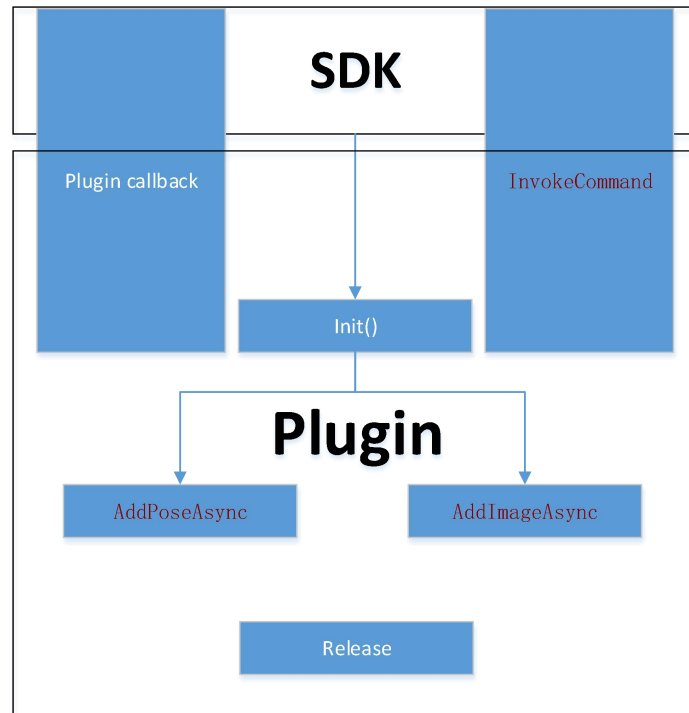 SDK
Plugin callback
InvokeCommand
Init()
Plugin
AddPoseAsync
AddImageAsync
Release